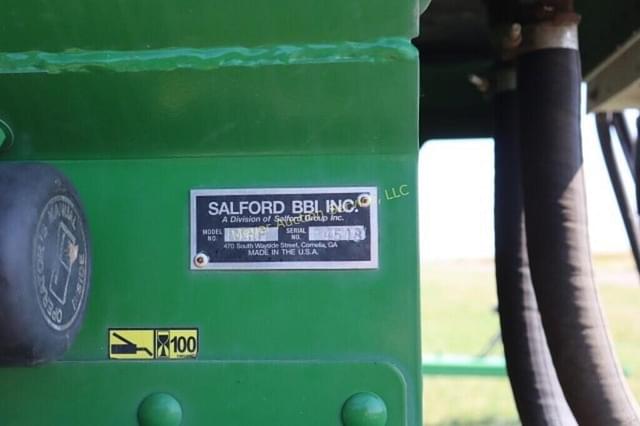 SALFORD BBI, INC.
A Division of Salford Group Inc.
MODEL NO.
SERIAL NO.
470 South Wayside Street, Cornelia, GA
MADE IN THE U.S.A.
OPERATOR'S MANUAL
100